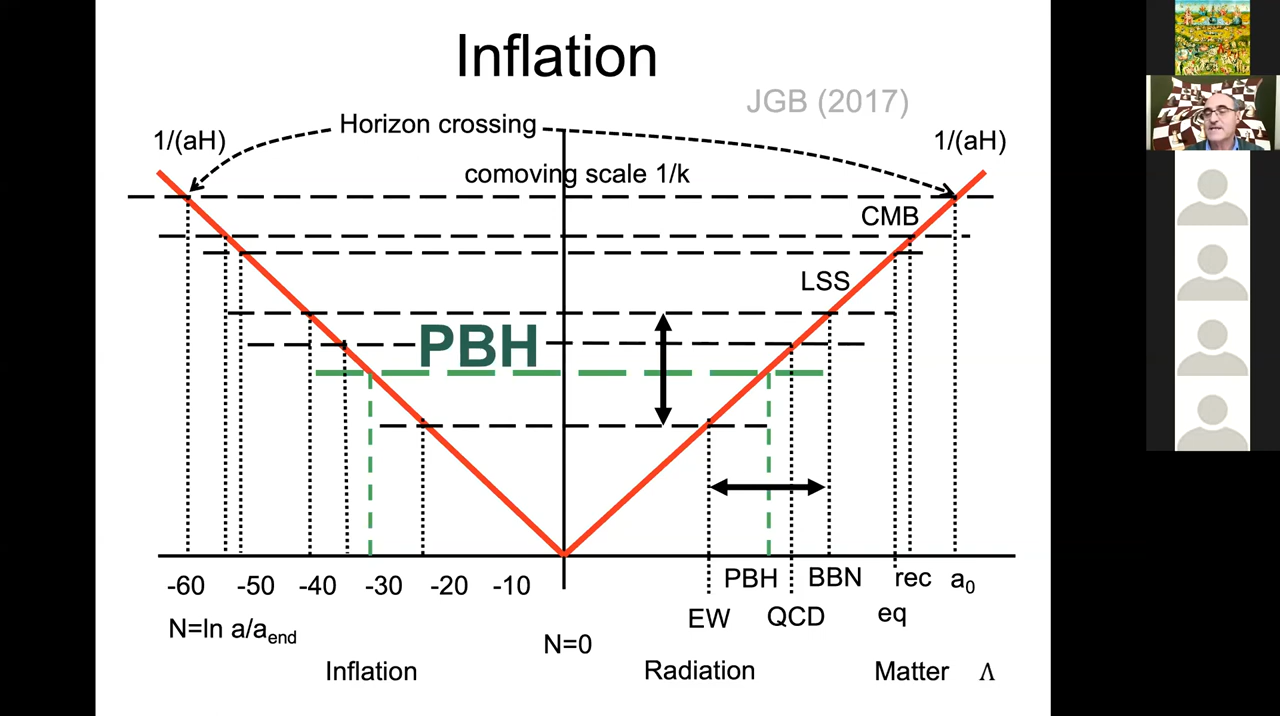 Inflation
JGB (2017)
Horizon crossing
1/(aH)
1/(aH)
comoving scale 1/k
CMB
LSS
PBH
-60 -50 -40 -30 -20 -10
PBH BBN rec a₀
EW QCD eq
N=ln a/aend
N=0
Inflation Radiation Matter Λ